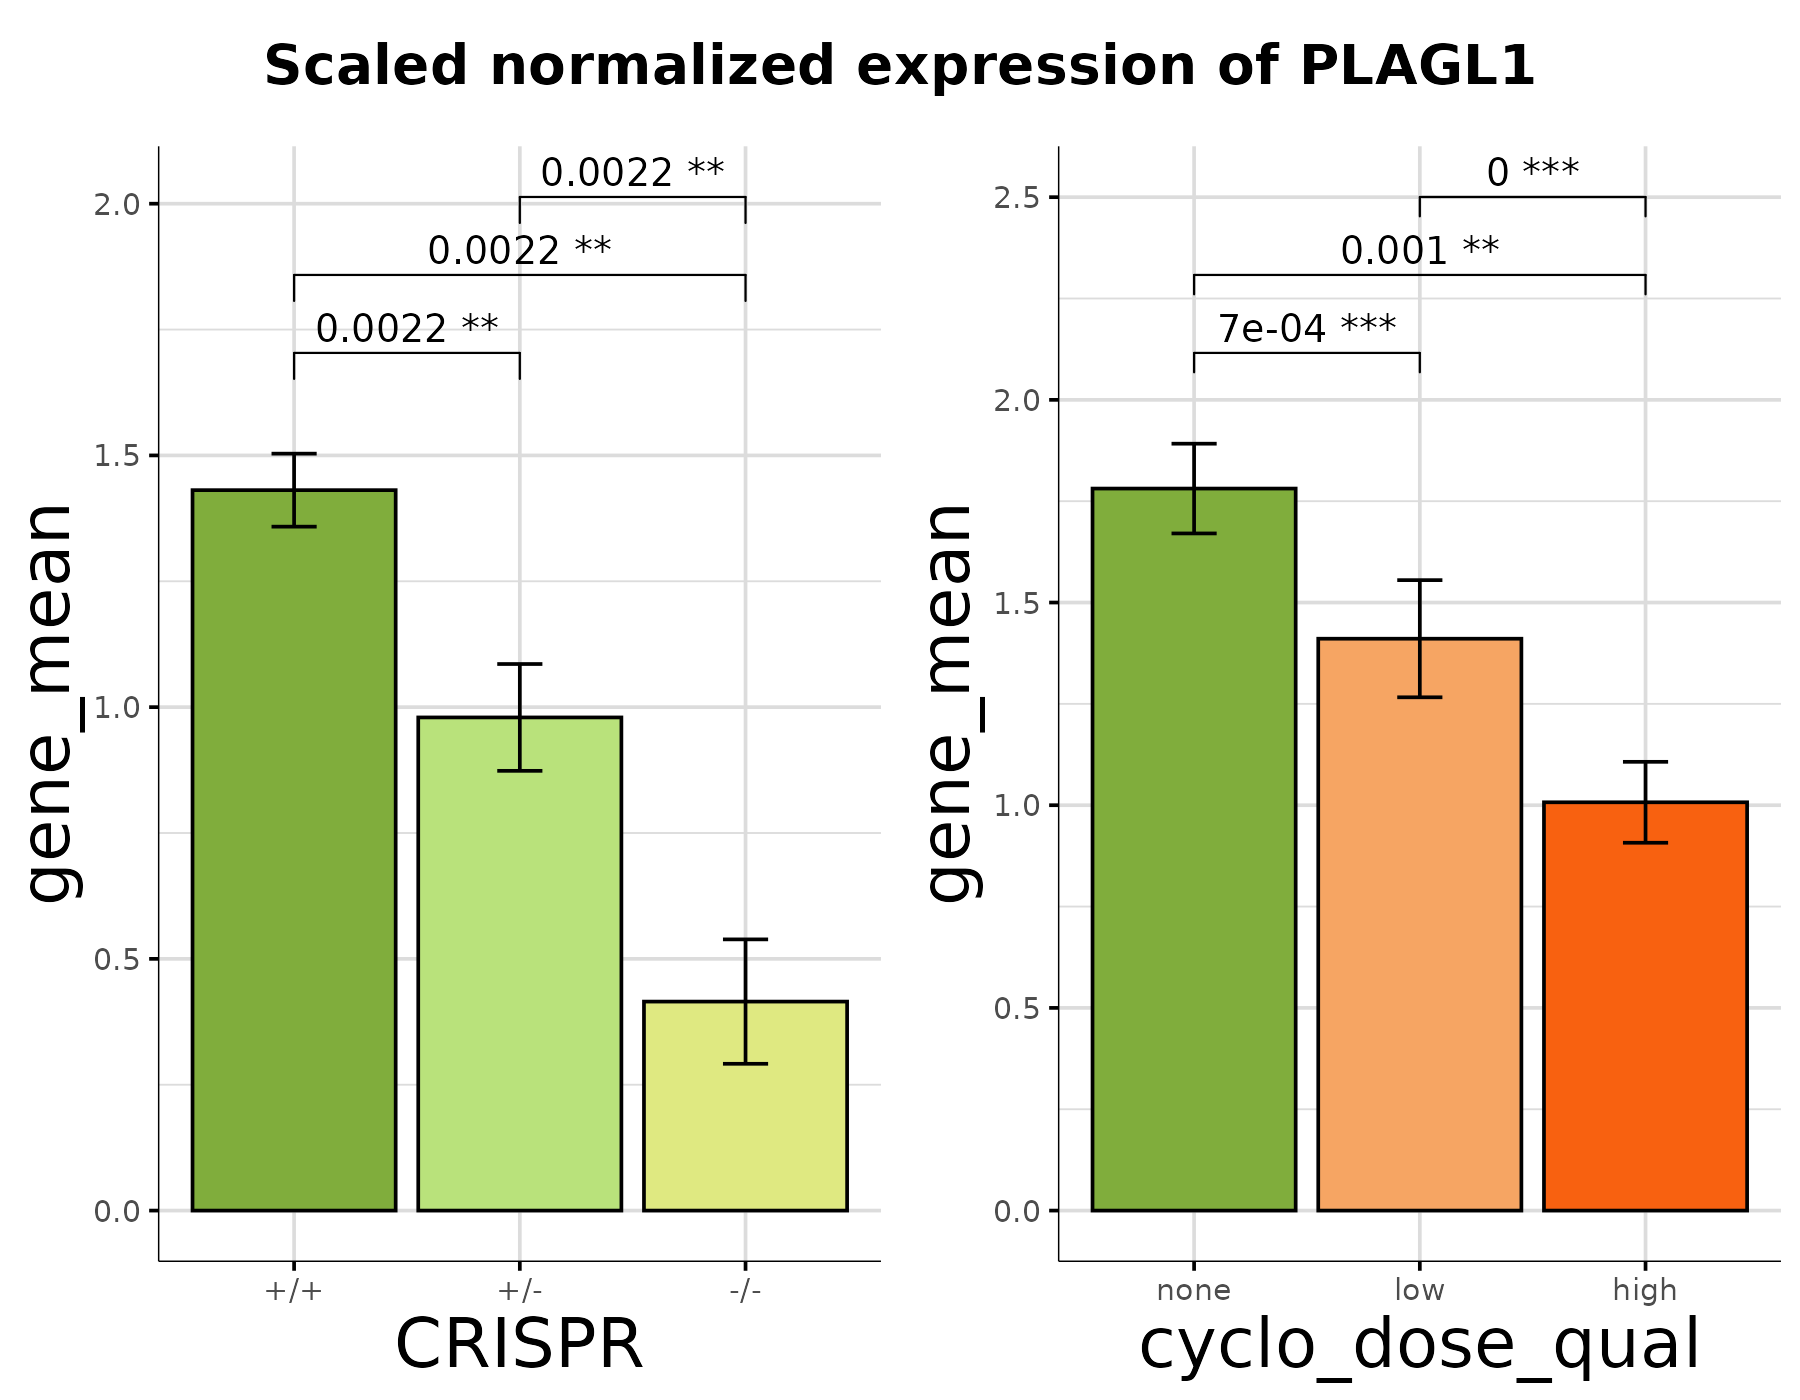 Scaled normalized expression of PLAGL1
gene_mean
2.0
1.5
1.0
0.5
0.0
0.0022 **
0.0022 **
0.0022 **
+/+
+/-
-/-
CRISPR
gene_mean
2.5
2.0
1.5
1.0
0.5
0.0
0 ***
0.001 **
7e-04 ***
none
low
high
cyclo_dose_qual